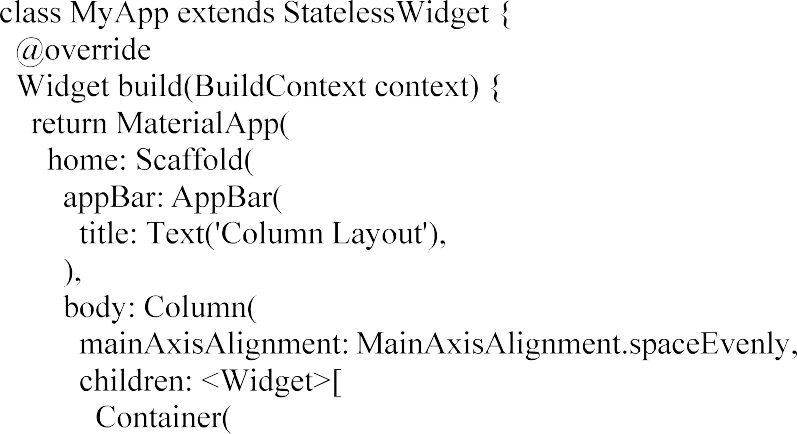 class MyApp extends StatelessWidget {
@override
Widget build(BuildContext context) {
return MaterialApp(
home: Scaffold(
appBar: AppBar(
title: Text('Column Layout'),
),
body: Column(
mainAxisAlignment: MainAxisAlignment.spaceEvenly,
children: <Widget>[
Container(